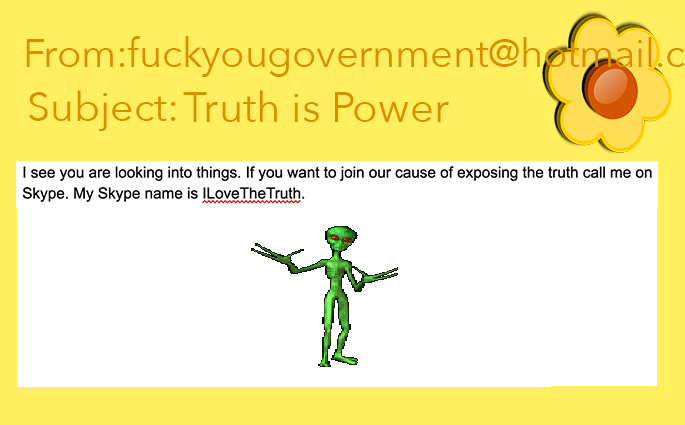 From:fuckyougovernment@hotmail.c
Subject: Truth is Power
I see you are looking into things. If you want to join our cause of exposing the truth call me on
Skype. My Skype name is ILoveTheTruth.